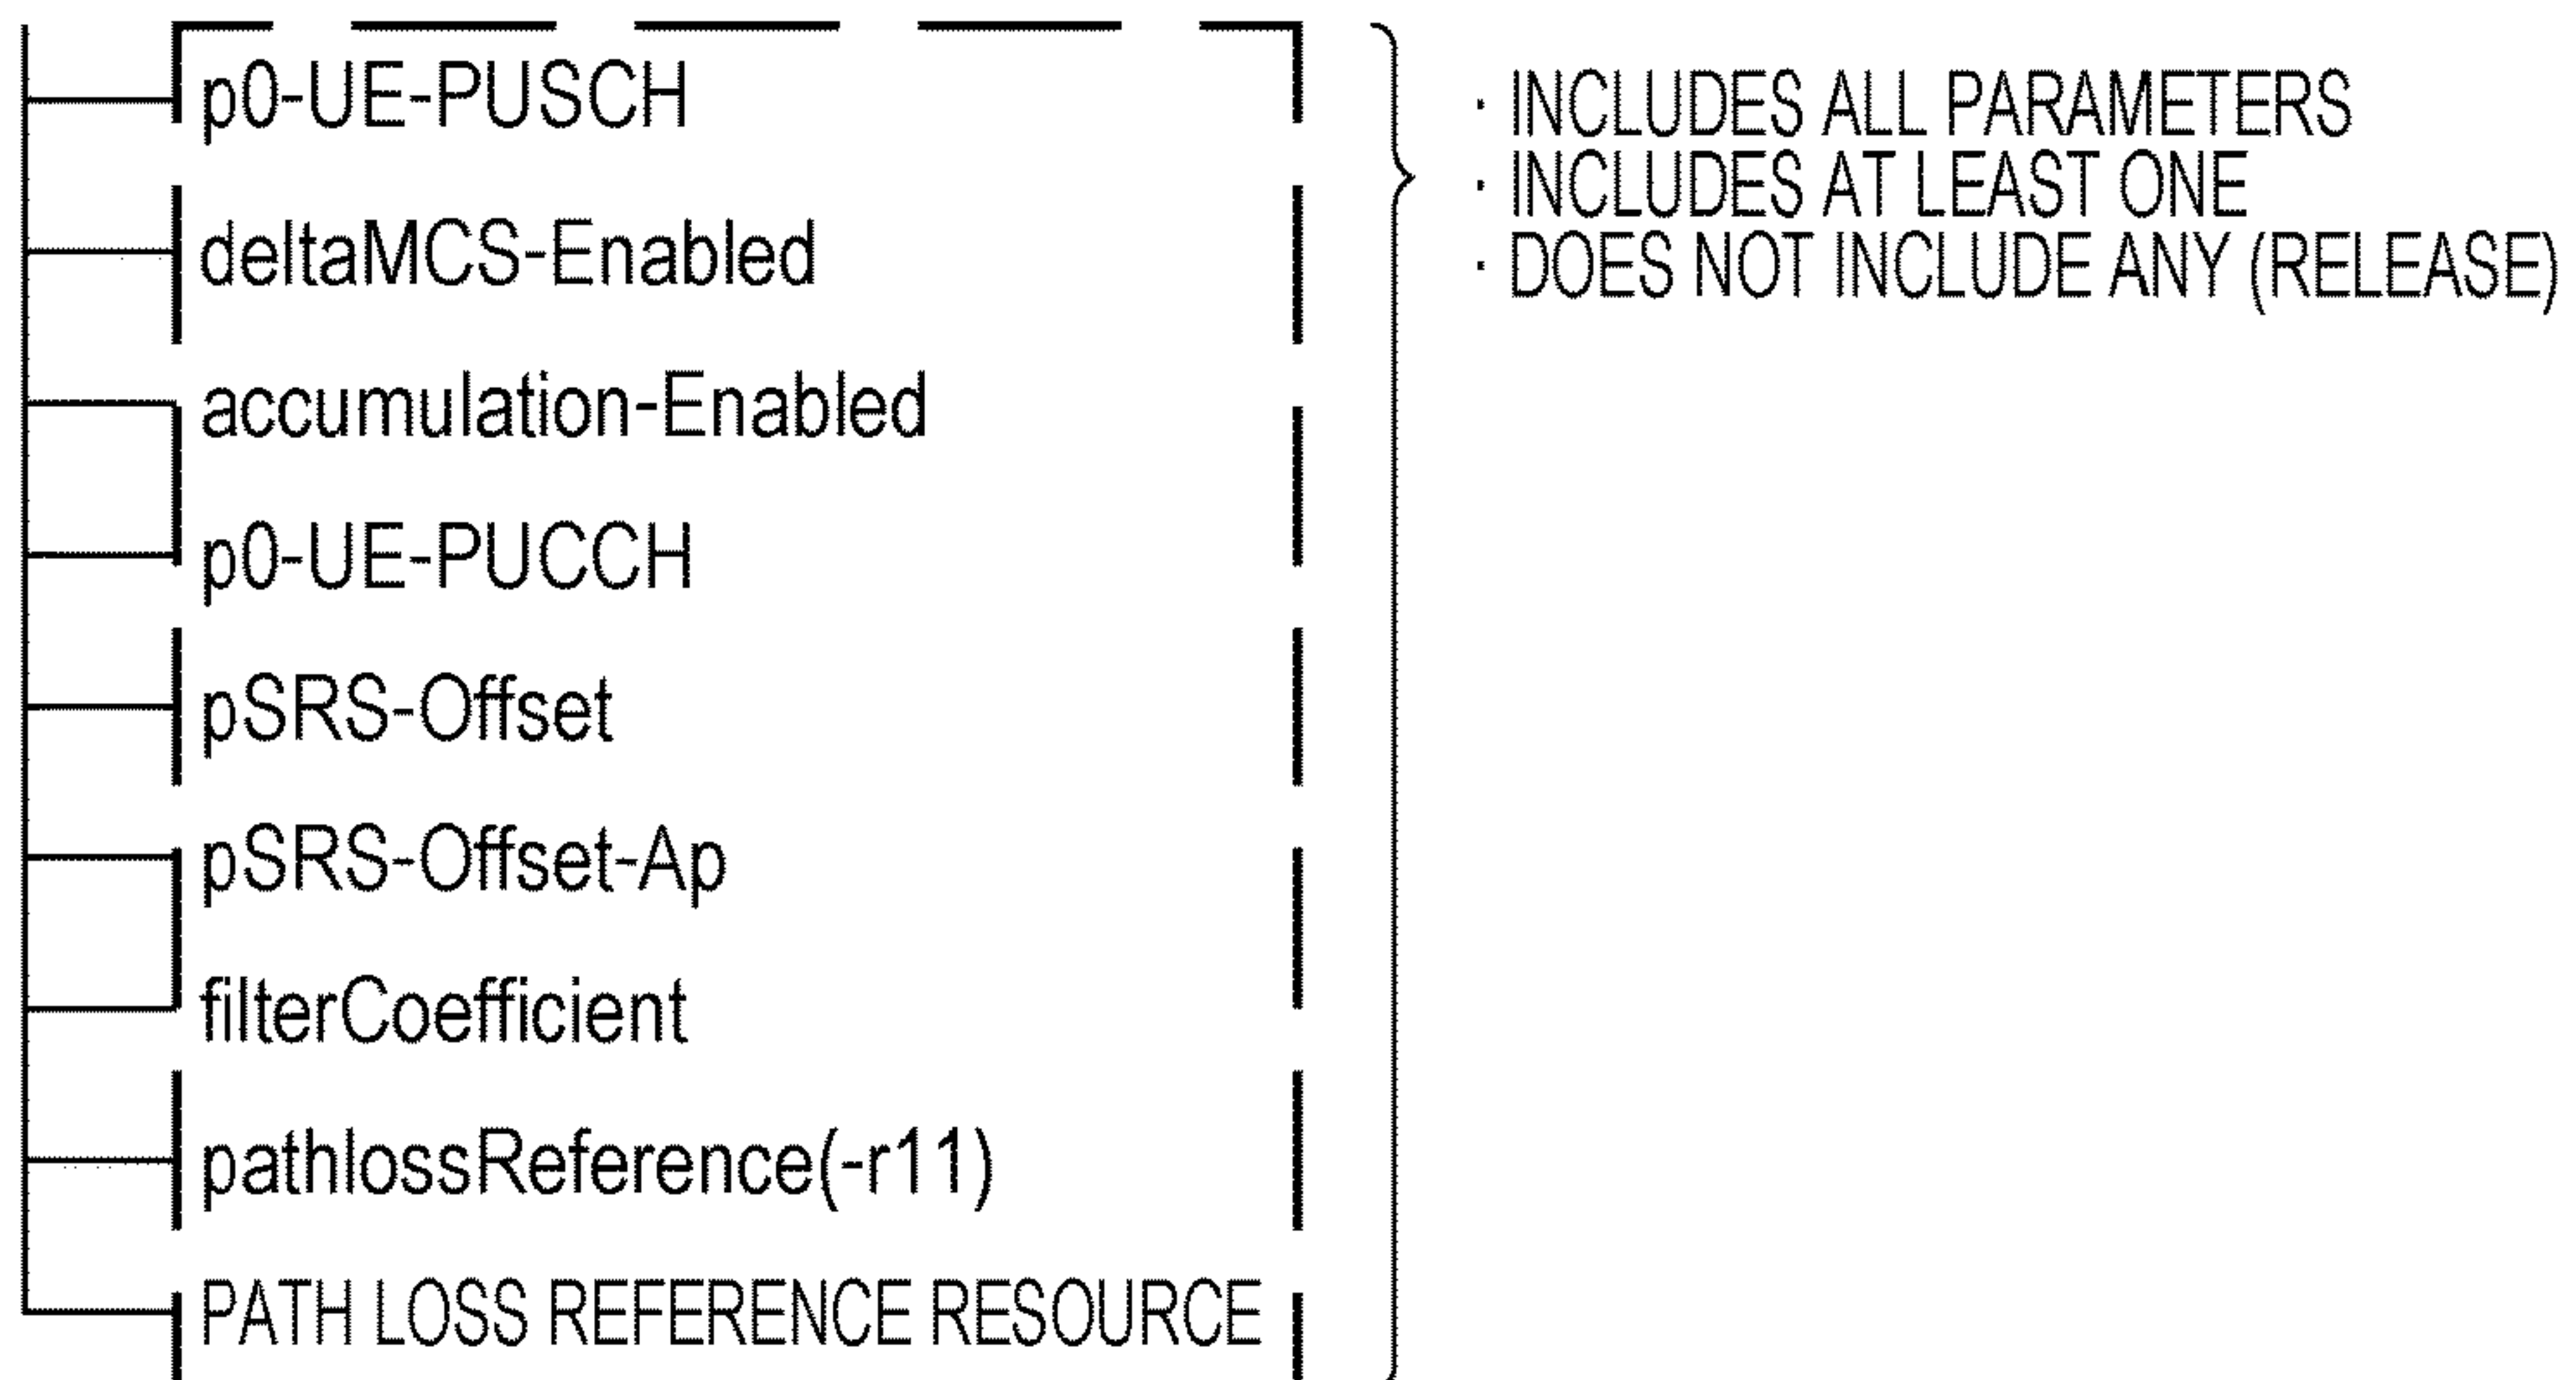 p0-UE-PUSCH
deltaMCS-Enabled
accumulation-Enabled
p0-UE-PUCCH
pSRS-Offset
pSRS-Offset-Ap
filterCoefficient
pathlossReference(-r11)
PATH LOSS REFERENCE RESOURCE
· INCLUDES ALL PARAMETERS
· INCLUDES AT LEAST ONE
· DOES NOT INCLUDE ANY (RELEASE)